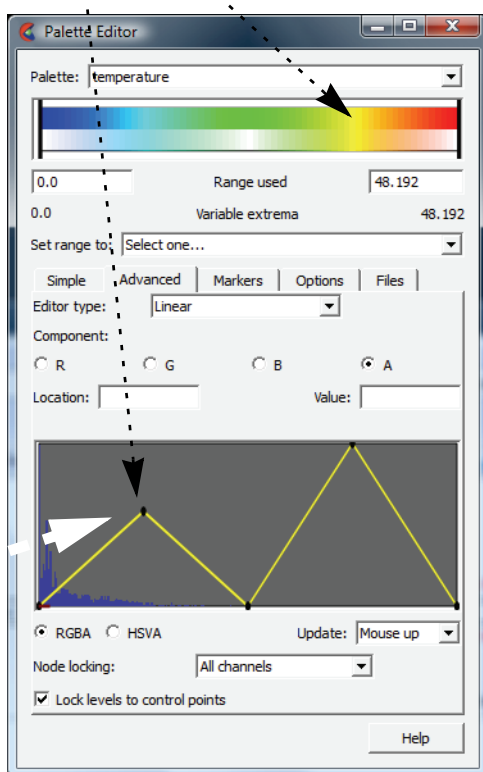 Palette Editor
Palette: temperature
0.0 Range used 48.192
0.0 Variable extrema 48.192
Set range to: Select one...
Simple Advanced Markers Options Files
Editor type: Linear
Component:
R G B A
Location: Value:
RGBA HSVA Update: Mouse up
Node locking: All channels
Lock levels to control points
Help